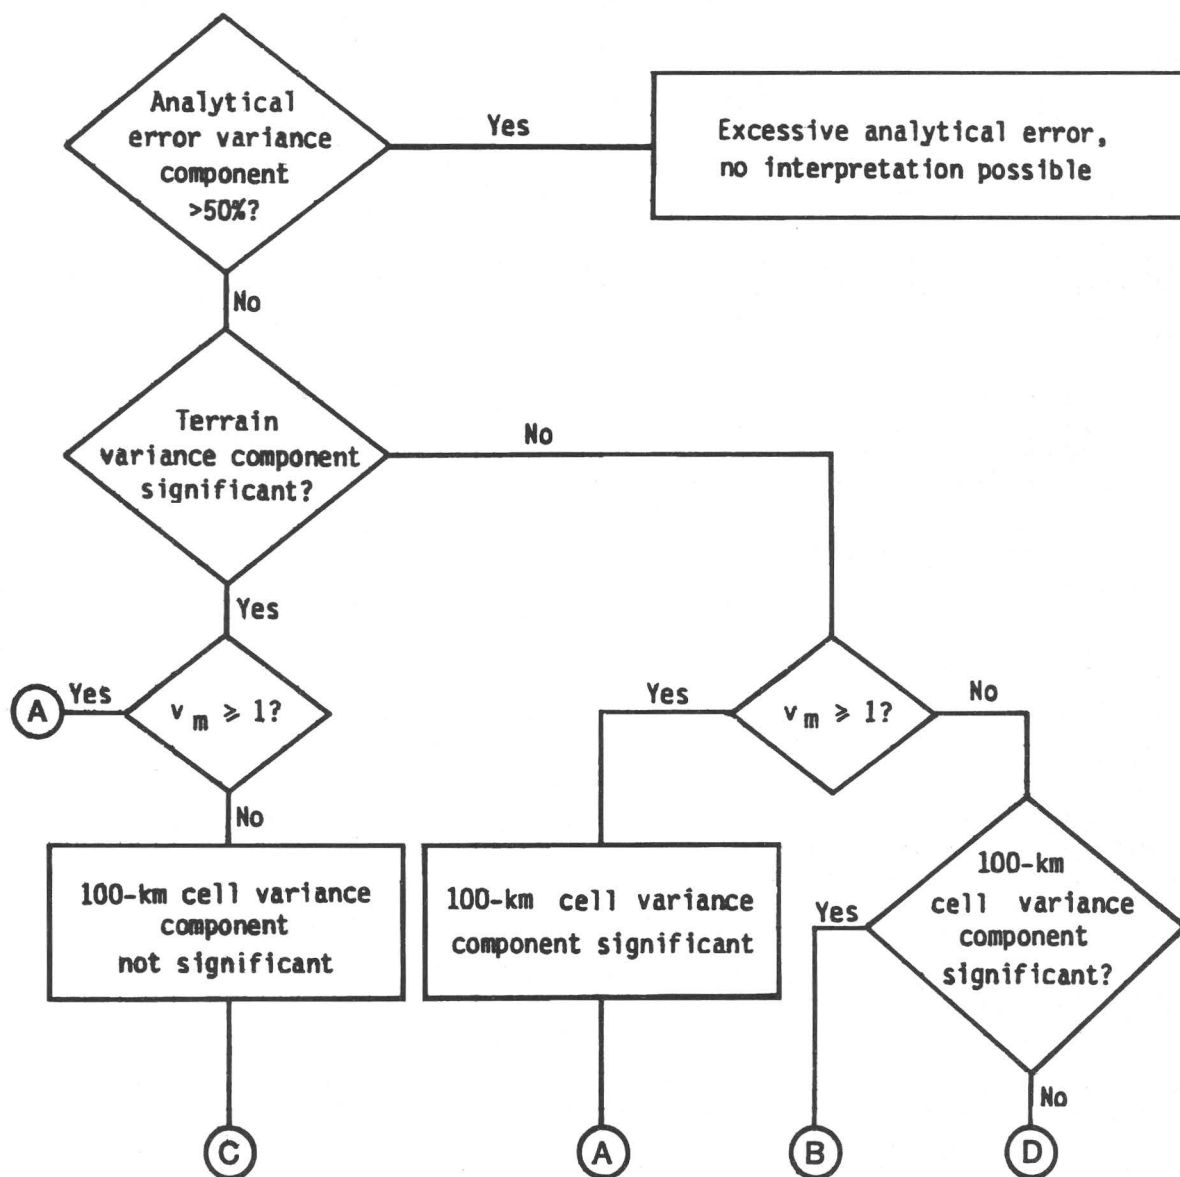 Analytical
error variance
component
>50%?
Yes
Excessive analytical error,
no interpretation possible
No
Terrain
variance component
significant?
No
Yes
A
Yes
v m ⩾ 1?
No
Yes
v m ⩾ 1?
No
100-km cell variance
component
not significant
100-km cell variance
component significant
100-km
cell variance
component
significant?
Yes
No
C
A
B
D